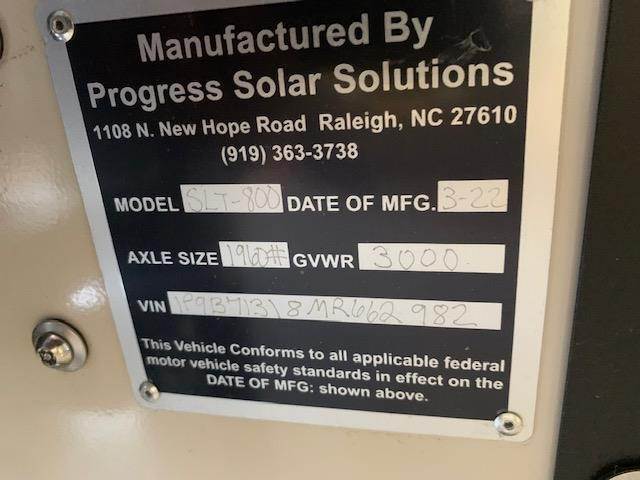 Manufactured By
Progress Solar Solutions
1108 N. New Hope Road Raleigh, NC 27610
(919) 363-3738
MODEL SLT-800 DATE OF MFG. 3-22
AXLE SIZE 1960# GVWR 3000
VIN
This Vehicle Conforms to all applicable federal
motor vehicle safety standards in effect on the
DATE OF MFG: shown above.